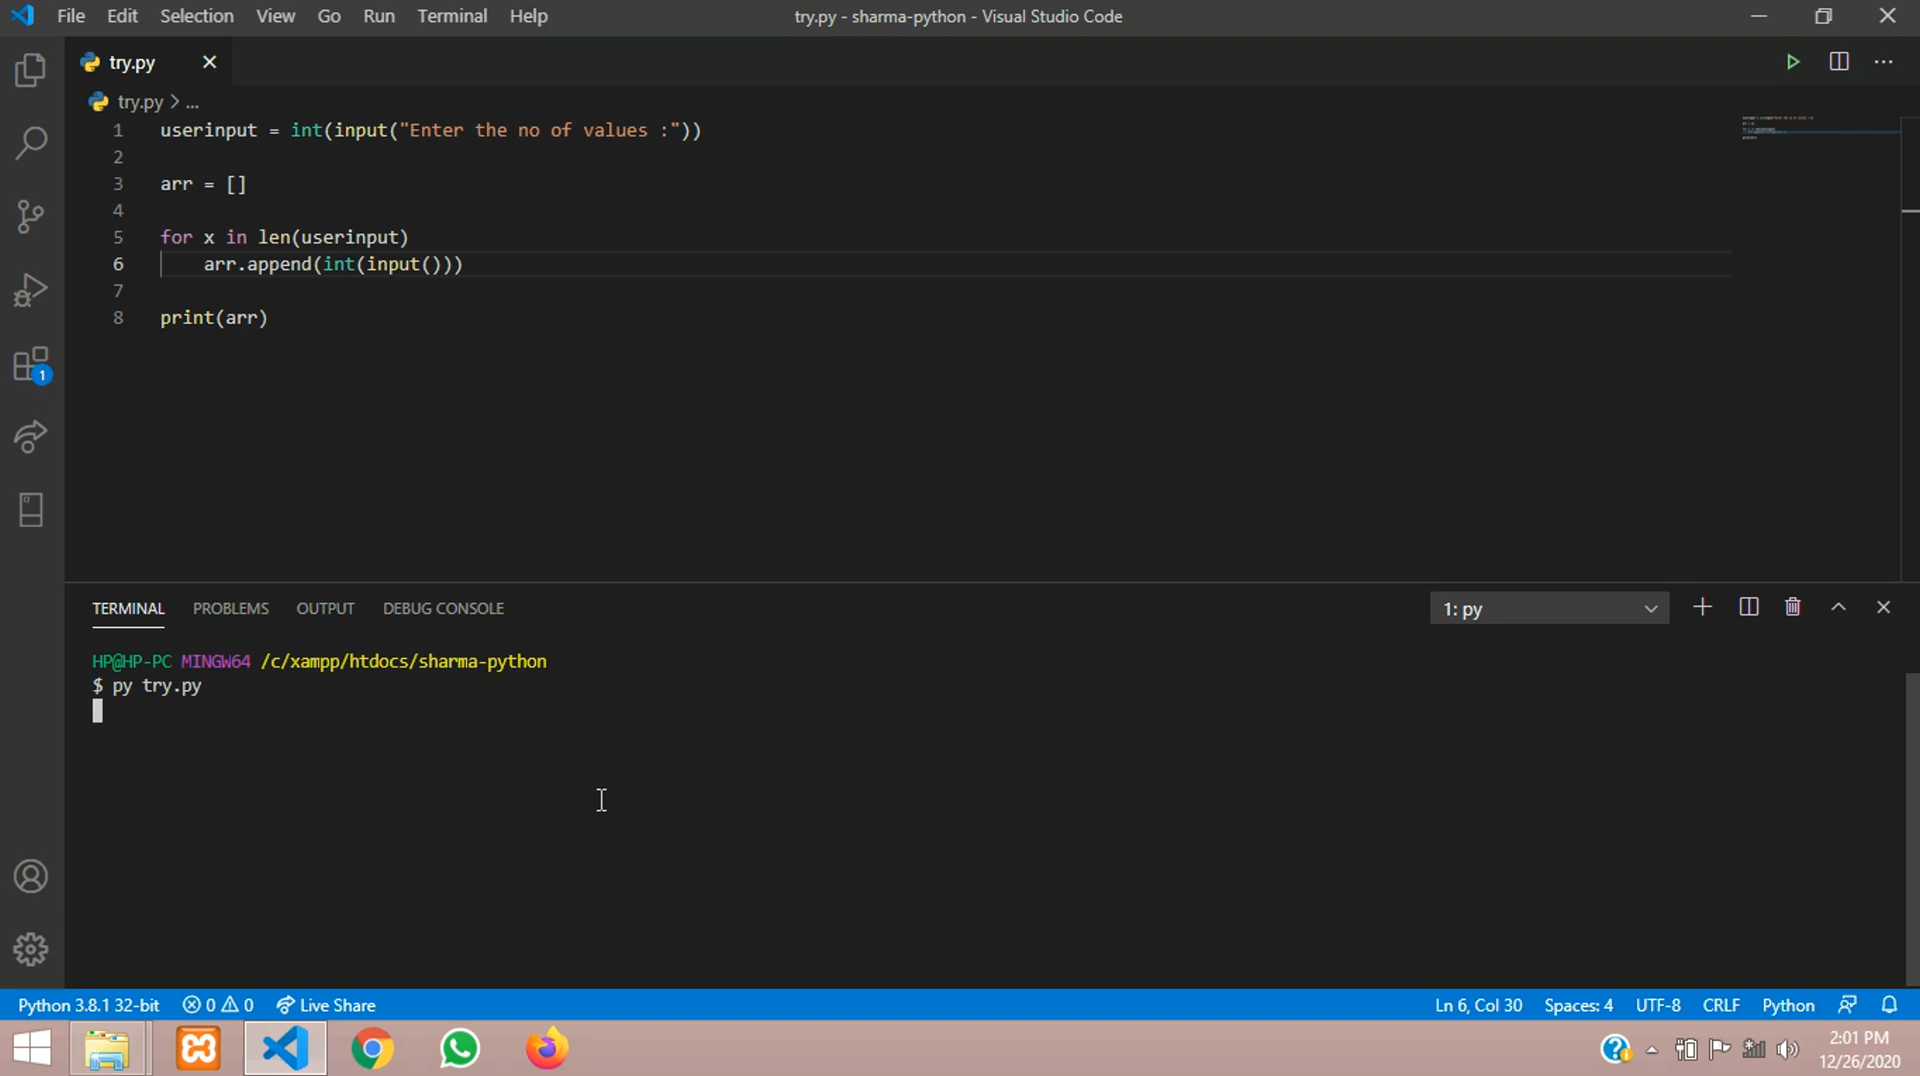 File Edit Selection View Go Run Terminal Help try.py - sharma-python - Visual Studio Code
try.py
try.py > ...
1 userinput = int(input("Enter the no of values :"))
2
3 arr = []
4
5 for x in len(userinput)
6 arr.append(int(input()))
7
8 print(arr)
1
TERMINAL PROBLEMS OUTPUT DEBUG CONSOLE 1: py
HP@HP-PC MINGW64 /c/xampp/htdocs/sharma-python
$ py try.py
Python 3.8.1 32-bit 0 0 Live Share Ln 6, Col 30 Spaces: 4 UTF-8 CRLF Python
2:01 PM
12/26/2020